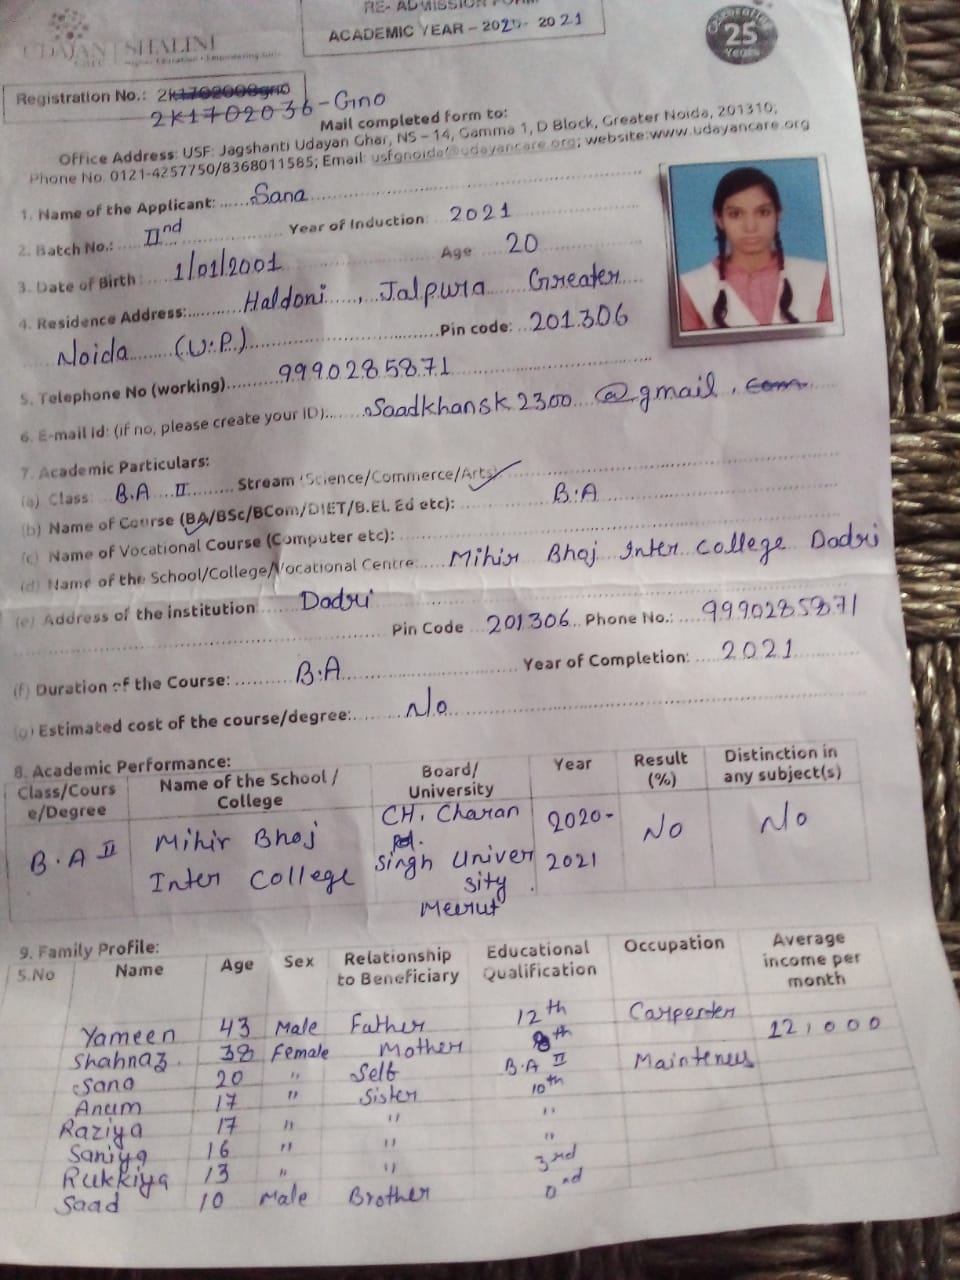 UDAYAN SHALINI
RE- ADMISSION FORM
ACADEMIC YEAR – 2020- 2021
25
Years
Registration No.:
2K1702036-Gno
Mail completed form to:
Office Address: USF: Jagshanti Udayan Ghar, NS – 14, Gamma 1, D Block, Greater Noida, 201310;
Phone No. 0121-4257750/8368011585; Email: usfgnoida@udayancare.org; website:www.udayancare.org
1. Name of the Applicant: Sana
2. Batch No.: IInd Year of Induction: 2021
3. Date of Birth: 1/01/2001 Age 20
4. Residence Address: Haldoni, Jalpura Greater
Noida (U.P.) Pin code: 201306
5. Telephone No (working) 9990285871
6. E-mail id: (if no, please create your ID) Saadkhansk2300 @gmail . com
7. Academic Particulars:
(a) Class: B.A II Stream (Science/Commerce/Arts)
(b) Name of Course (BA/BSc/BCom/DIET/B.El. Ed etc): B.A
(c) Name of Vocational Course (Computer etc):
(d) Name of the School/College/Vocational Centre Mihir Bhoj Inter College Dadri
(e) Address of the institution Dadri
Pin Code 201306 Phone No.: 9990285871
(f) Duration of the Course: B.A Year of Completion: 2021
(g) Estimated cost of the course/degree: No
8. Academic Performance:
Class/Cours e/Degree Name of the School / College Board/ University Year Result (%) Distinction in any subject(s)
B.A II Mihir Bhoj Inter College CH. Charan Singh University Meerut 2020-2021 No No
9. Family Profile:
S.No Name Age Sex Relationship to Beneficiary Educational Qualification Occupation Average income per month
Yameen 43 Male Father 12th Carpenter 12,000
Shahnaz 38 Female Mother 8th
Sana 20 " Self B.A II
Anum 17 " Sister 10th
Raziya 17 " " "
Saniya 16 " " "
Rukkiya 13 " " 3rd
Saad 10 Male Brother